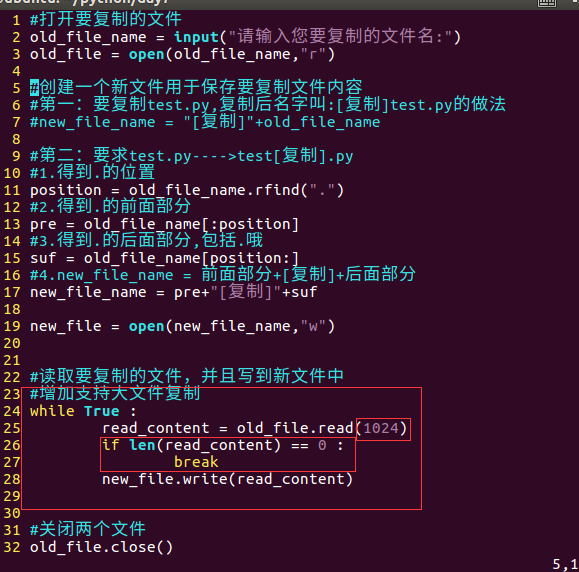 1 #打开要复制的文件
2 old_file_name = input("请输入您要复制的文件名:")
3 old_file = open(old_file_name,"r")
4
5 #创建一个新文件用于保存要复制文件内容
6 #第一：要复制test.py,复制后名字叫:[复制]test.py的做法
7 #new_file_name = "[复制]"+old_file_name
8
9 #第二：要求test.py---->test[复制].py
10 #1.得到.的位置
11 position = old_file_name.rfind(".")
12 #2.得到.的前面部分
13 pre = old_file_name[:position]
14 #3.得到.的后面部分,包括.哦
15 suf = old_file_name[position:]
16 #4.new_file_name = 前面部分+[复制]+后面部分
17 new_file_name = pre+"[复制]"+suf
18
19 new_file = open(new_file_name,"w")
20
21
22 #读取要复制的文件，并且写到新文件中
23 #增加支持大文件复制
24 while True :
25 read_content = old_file.read(1024)
26 if len(read_content) == 0 :
27 break
28 new_file.write(read_content)
29
30
31 #关闭两个文件
32 old_file.close()
5,1